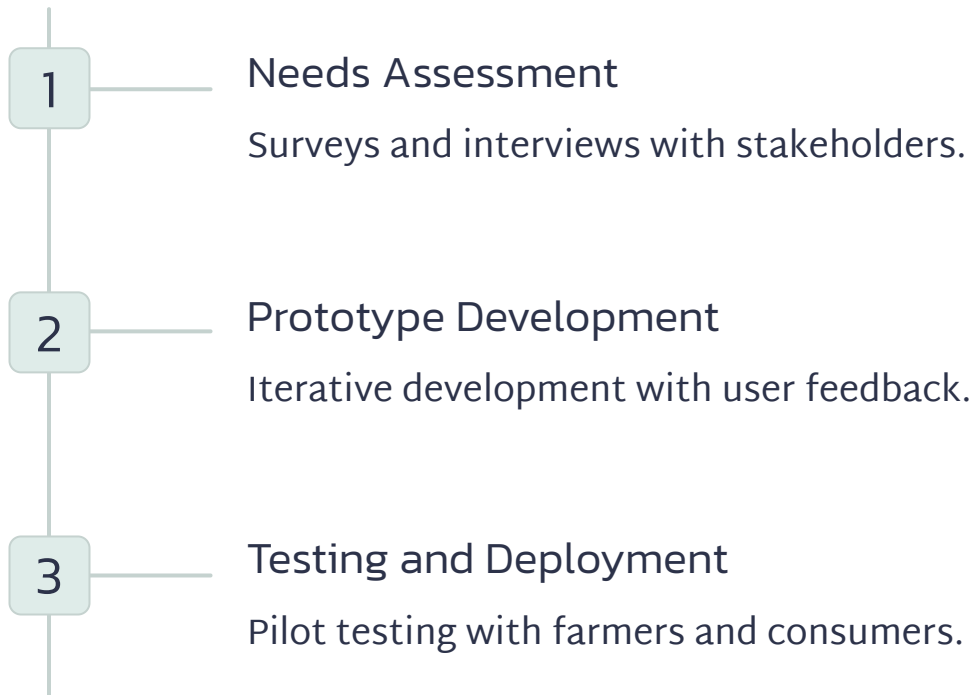 1
Needs Assessment
Surveys and interviews with stakeholders.
2
Prototype Development
Iterative development with user feedback.
3
Testing and Deployment
Pilot testing with farmers and consumers.